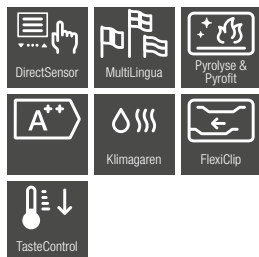 DirectSensor
MultiLingua
Pyrolyse &
Pyrofit
A++
Klimagaren
FlexiClip
TasteControl